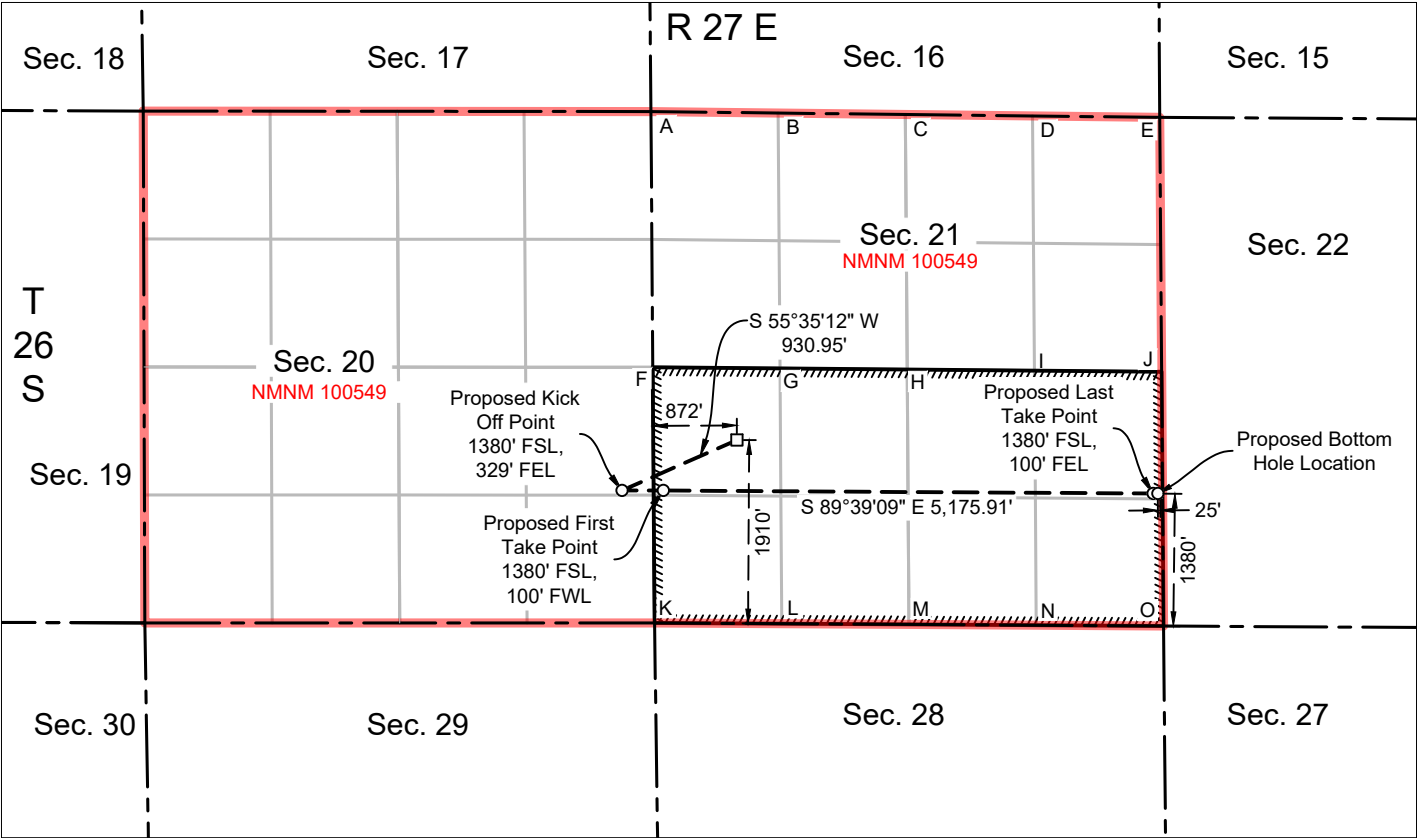 R 27 E
Sec. 18
Sec. 17
Sec. 16
Sec. 15
A
B
C
D
E
Sec. 21
NMNM 100549
Sec. 22
T
26
S
S 55°35'12" W
930.95'
Sec. 20
NMNM 100549
F
G
H
I
J
Proposed Kick
Off Point
1380' FSL,
329' FEL
872'
Proposed Last
Take Point
1380' FSL,
100' FEL
Proposed Bottom
Hole Location
Sec. 19
S 89°39'09" E 5,175.91'
25'
1910'
1380'
Proposed First
Take Point
1380' FSL,
100' FWL
K
L
M
N
O
Sec. 30
Sec. 29
Sec. 28
Sec. 27